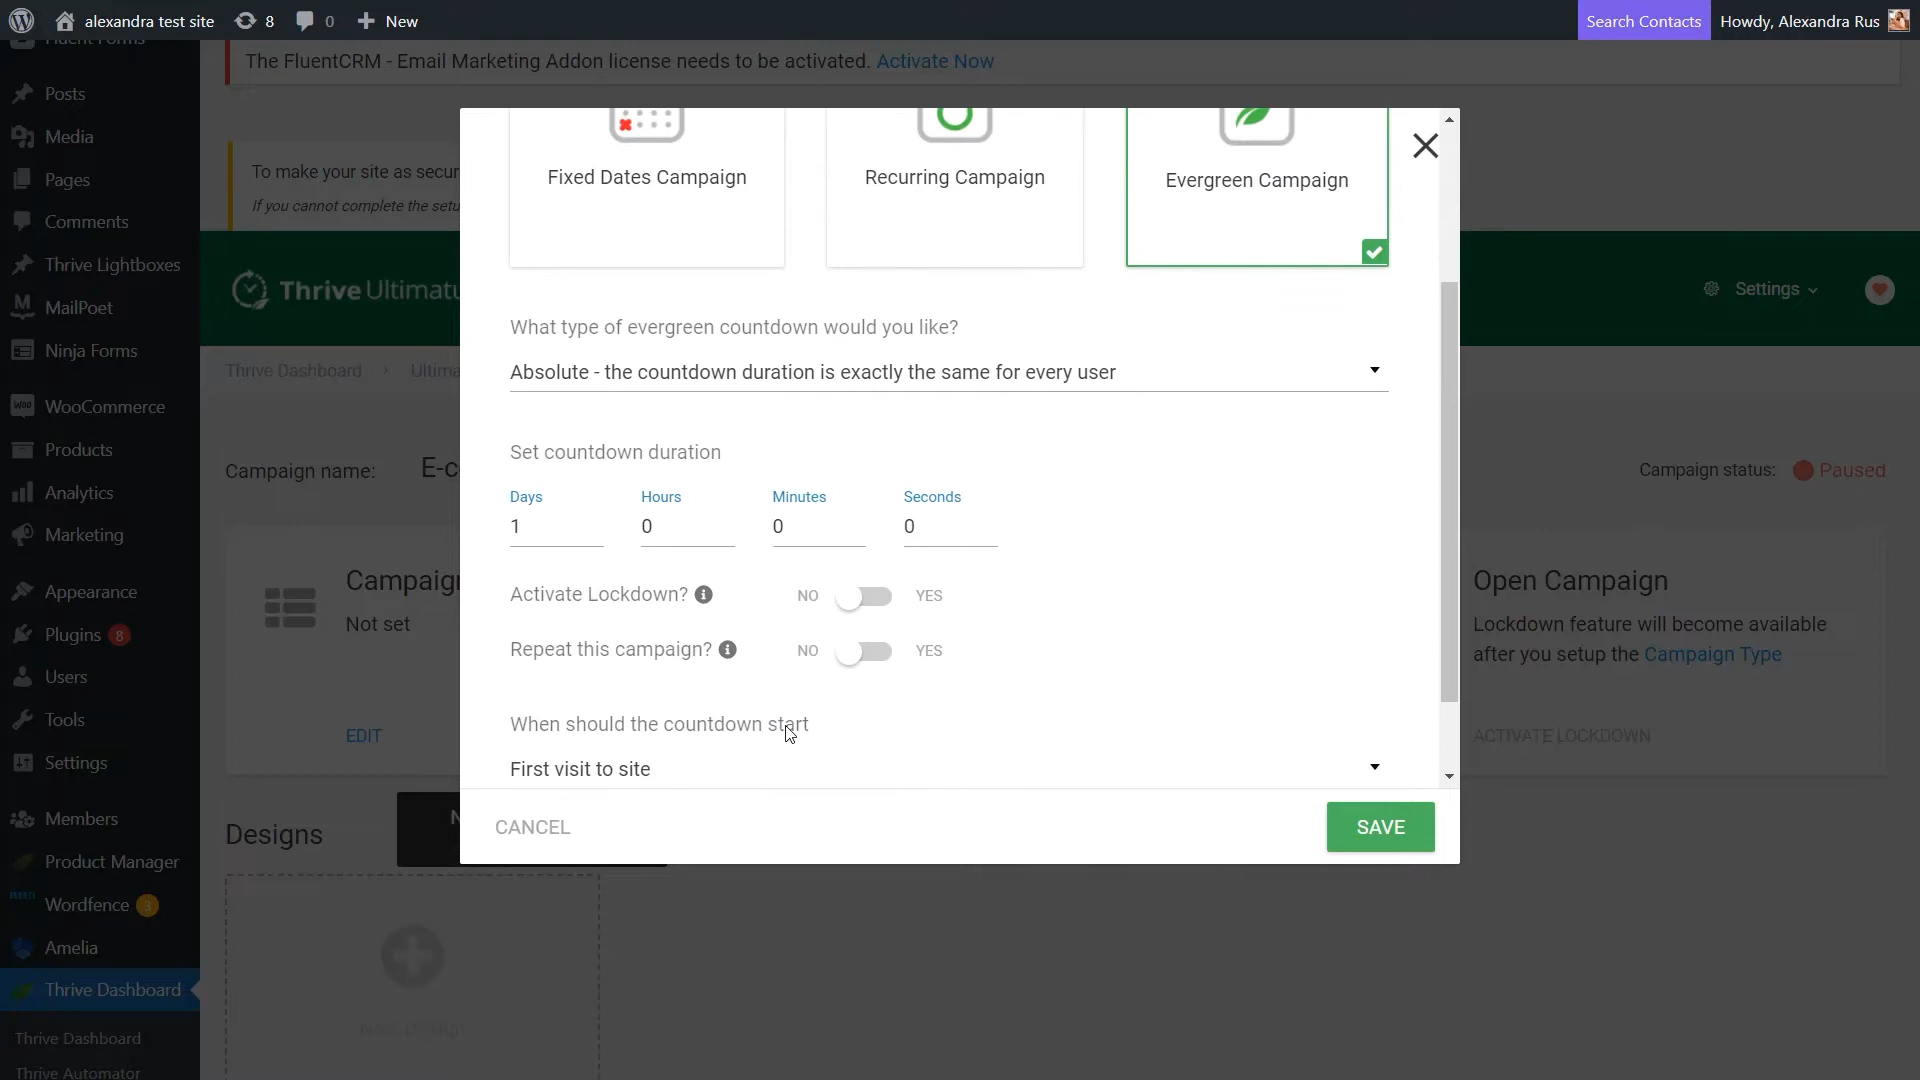 alexandra test site
8
0
New
Search Contacts
Howdy, Alexandra Rus
Fluent Forms
Posts
Media
Pages
Comments
Thrive Lightboxes
MailPoet
Ninja Forms
WooCommerce
Products
Analytics
Marketing
Appearance
Plugins 8
Users
Tools
Settings
Members
Product Manager
Wordfence 3
Amelia
Thrive Dashboard
Thrive Dashboard
Thrive Automator
The FluentCRM - Email Marketing Addon license needs to be activated. Activate Now
To make your site as secur
If you cannot complete the setu
Thrive Ultimatu
Settings
Thrive Dashboard > Ultima
Campaign name: E-c
Campaign status: Paused
Campaign
Not set
EDIT
Open Campaign
Lockdown feature will become available
after you setup the Campaign Type
ACTIVATE LOCKDOWN
Designs
N
Fixed Dates Campaign
Recurring Campaign
Evergreen Campaign
What type of evergreen countdown would you like?
Absolute - the countdown duration is exactly the same for every user
Set countdown duration
Days Hours Minutes Seconds
1 0 0 0
Activate Lockdown? NO YES
Repeat this campaign? NO YES
When should the countdown start
First visit to site
CANCEL
SAVE